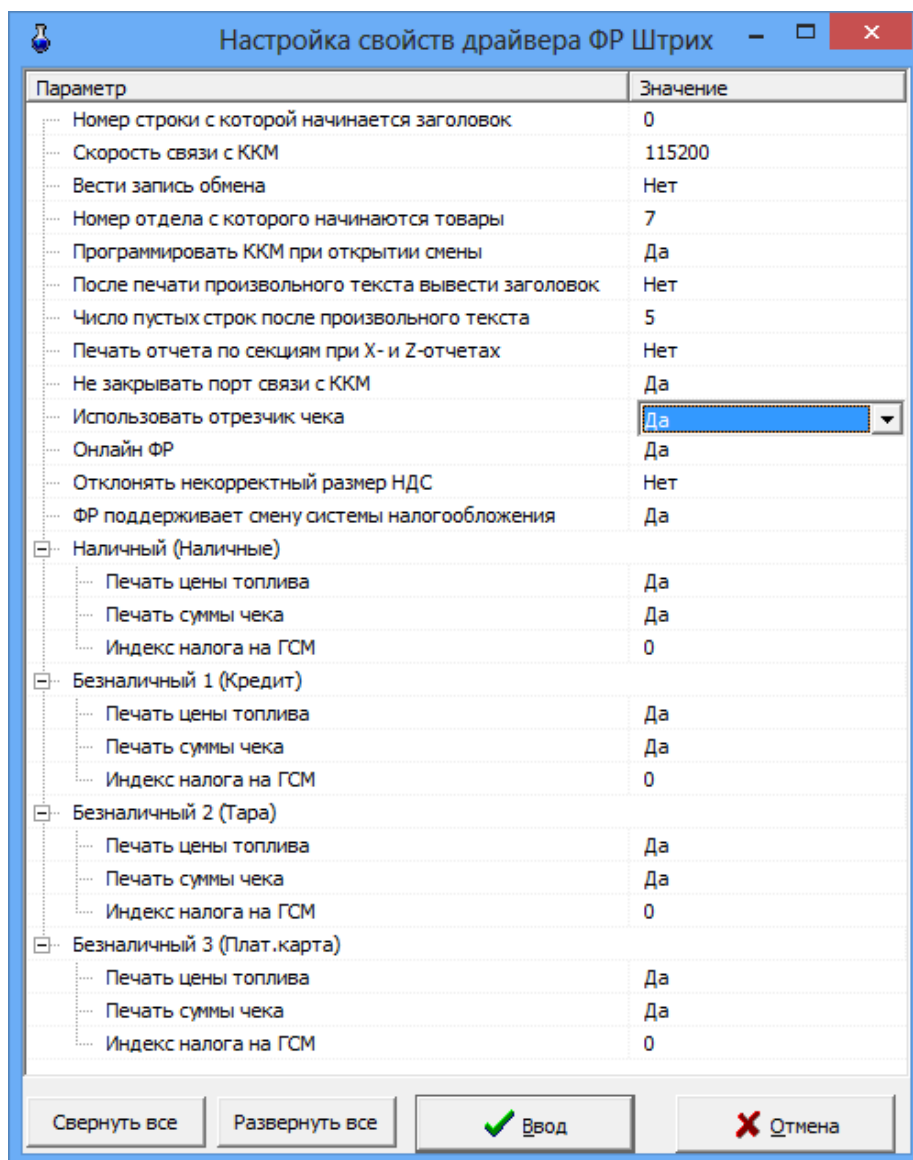 Настройка свойств драйвера ФР Штрих
Параметр Значение
Номер строки с которой начинается заголовок 0
Скорость связи с ККМ 115200
Вести запись обмена Нет
Номер отдела с которого начинаются товары 7
Программировать ККМ при открытии смены Да
После печати произвольного текста вывести заголовок Нет
Число пустых строк после произвольного текста 5
Печать отчета по секциям при X- и Z-отчетах Нет
Не закрывать порт связи с ККМ Да
Использовать отрезчик чека Да
Онлайн ФР Да
Отклонять некорректный размер НДС Нет
ФР поддерживает смену системы налогообложения Да
Наличный (Наличные)
Печать цены топлива Да
Печать суммы чека Да
Индекс налога на ГСМ 0
Безналичный 1 (Кредит)
Печать цены топлива Да
Печать суммы чека Да
Индекс налога на ГСМ 0
Безналичный 2 (Тара)
Печать цены топлива Да
Печать суммы чека Да
Индекс налога на ГСМ 0
Безналичный 3 (Плат.карта)
Печать цены топлива Да
Печать суммы чека Да
Индекс налога на ГСМ 0
Свернуть все Развернуть все Ввод Отмена